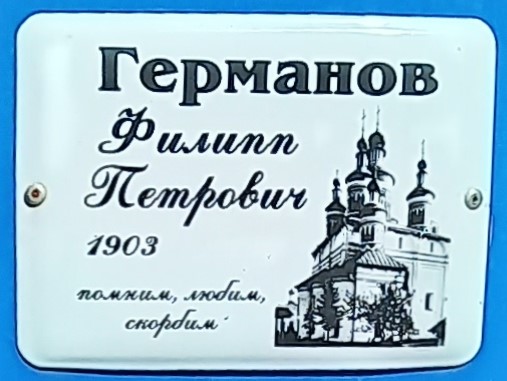 Германов
Филипп
Петрович
1903
помним, любим,
скорбим